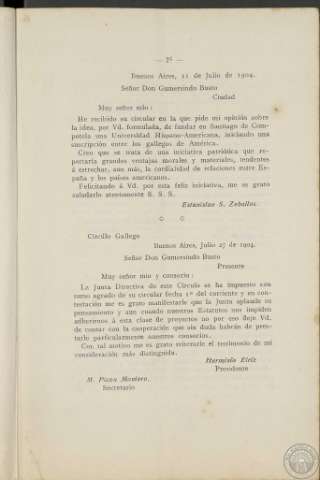 Buenos Aires, 21 de Julio de 1904.
Señor Don Gumersindo Busto
Ciudad
Muy señor mío:
He recibido su circular en la que pide mi opinión sobre
la idea, por Vd. formulada, de fundar en Santiago de Com-
postela una Universidad Hispano-Americana, iniciando una
suscripción entre los gallegos de América.
Creo que se trata de una iniciativa patriótica que re-
portaría grandes ventajas morales y materiales, tendentes
á estrechar, aun más, la cordialidad de relaciones entre Es-
paña y los países americanos.
Felicitando á Vd. por esta feliz iniciativa, me es grato
saludarlo atentamente S. S. S.
Estanislao S. Zeballos.
Círculo Gallego
Buenos Aires, Julio 27 de 1904.
Señor Don Gumersindo Busto
Presente
Muy señor mío y consocio:
La Junta Directiva de este Círculo se ha impuesto con
sumo agrado de su circular fecha 1º del corriente y en con-
testación me es grato manifestarle que la Junta aplaude su
pensamiento y aun cuando nuestros Estatutos nos impiden
adherirnos á esta clase de proyectos no por eso deje Vd.
de contar con la cooperación que sin duda habrán de pres-
tarle particularmente nuestros consocios.
Con tal motivo me es grato reiterarle el testimonio de mi
consideración más distinguida.
Hermisio Eiriz
Presidente
M. Piera Montero.
Secretario